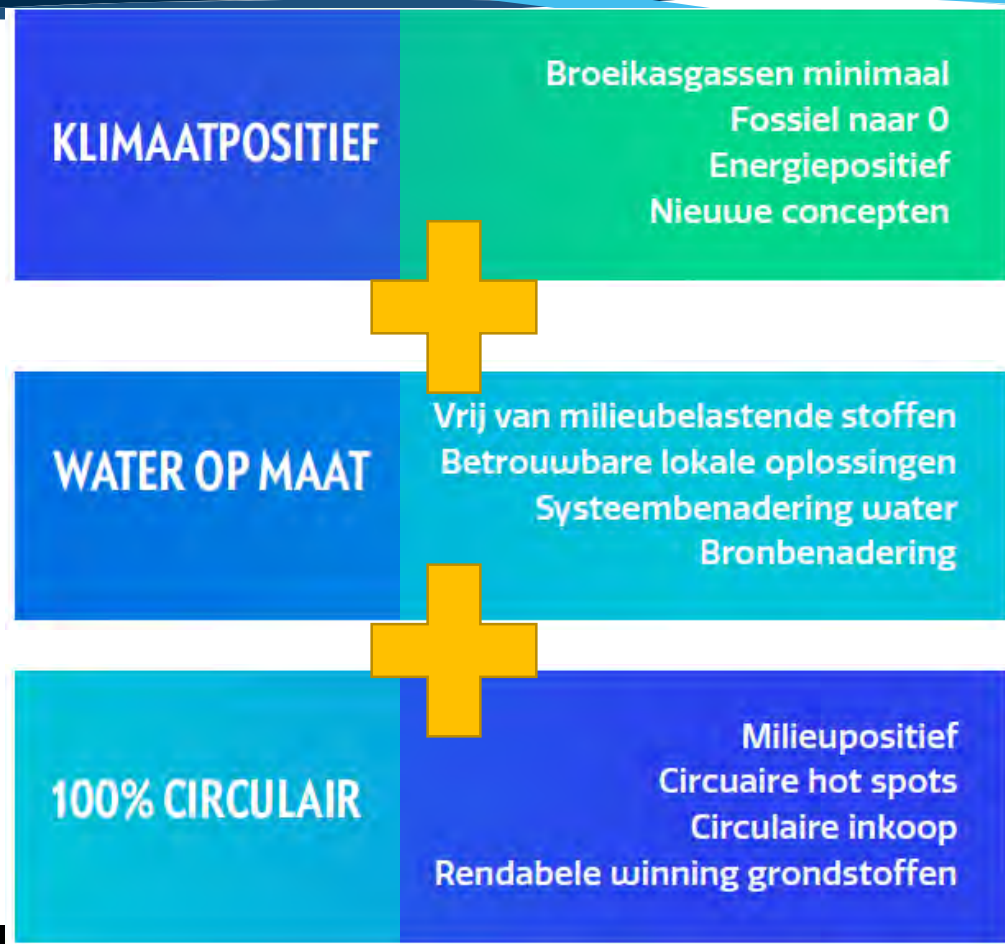 KLIMAATPOSITIEF
Broeikasgassen minimaal
Fossiel naar 0
Energiepositief
Nieuwe concepten
WATER OP MAAT
Vrij van milieubelastende stoffen
Betrouwbare lokale oplossingen
Systeembenadering water
Bronbenadering
100% CIRCULAIR
Milieupositief
Circuaire hot spots
Circulaire inkoop
Rendabele winning grondstoffen